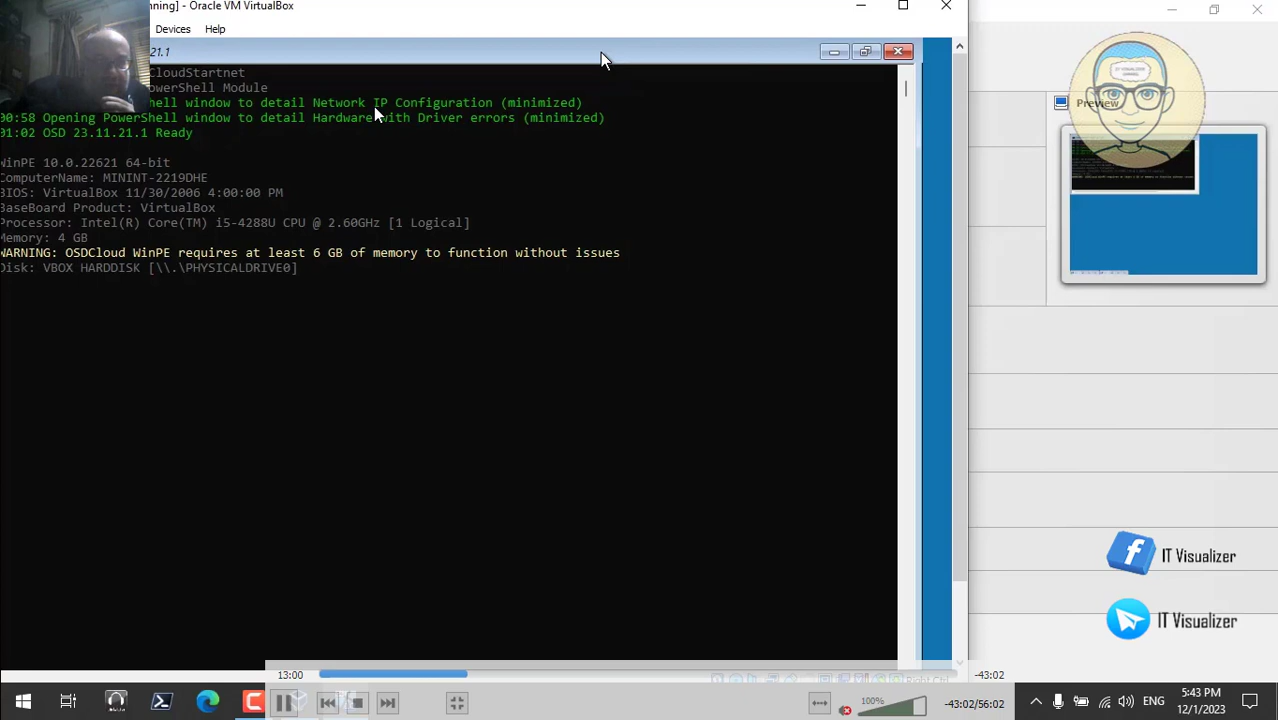 nning] - Oracle VM VirtualBox
Devices Help
21.1
CloudStartnet
owerShell Module
hell window to detail Network IP Configuration (minimized)
00:58 Opening PowerShell window to detail Hardware with Driver errors (minimized)
01:02 OSD 23.11.21.1 Ready
WinPE 10.0.22621 64-bit
ComputerName: MININT-2219DHE
BIOS: VirtualBox 11/30/2006 4:00:00 PM
BaseBoard Product: VirtualBox
Processor: Intel(R) Core(TM) i5-4288U CPU @ 2.60GHz [1 Logical]
Memory: 4 GB
WARNING: OSDCloud WinPE requires at least 6 GB of memory to function without issues
Disk: VBOX HARDDISK [\\.\PHYSICALDRIVE0]
Preview
IT VISUALIZER
IT Visualizer
IT Visualizer
13:00
Right Ctrl
-43:02
100%
-43:02/56:02
ENG
5:43 PM
12/1/2023